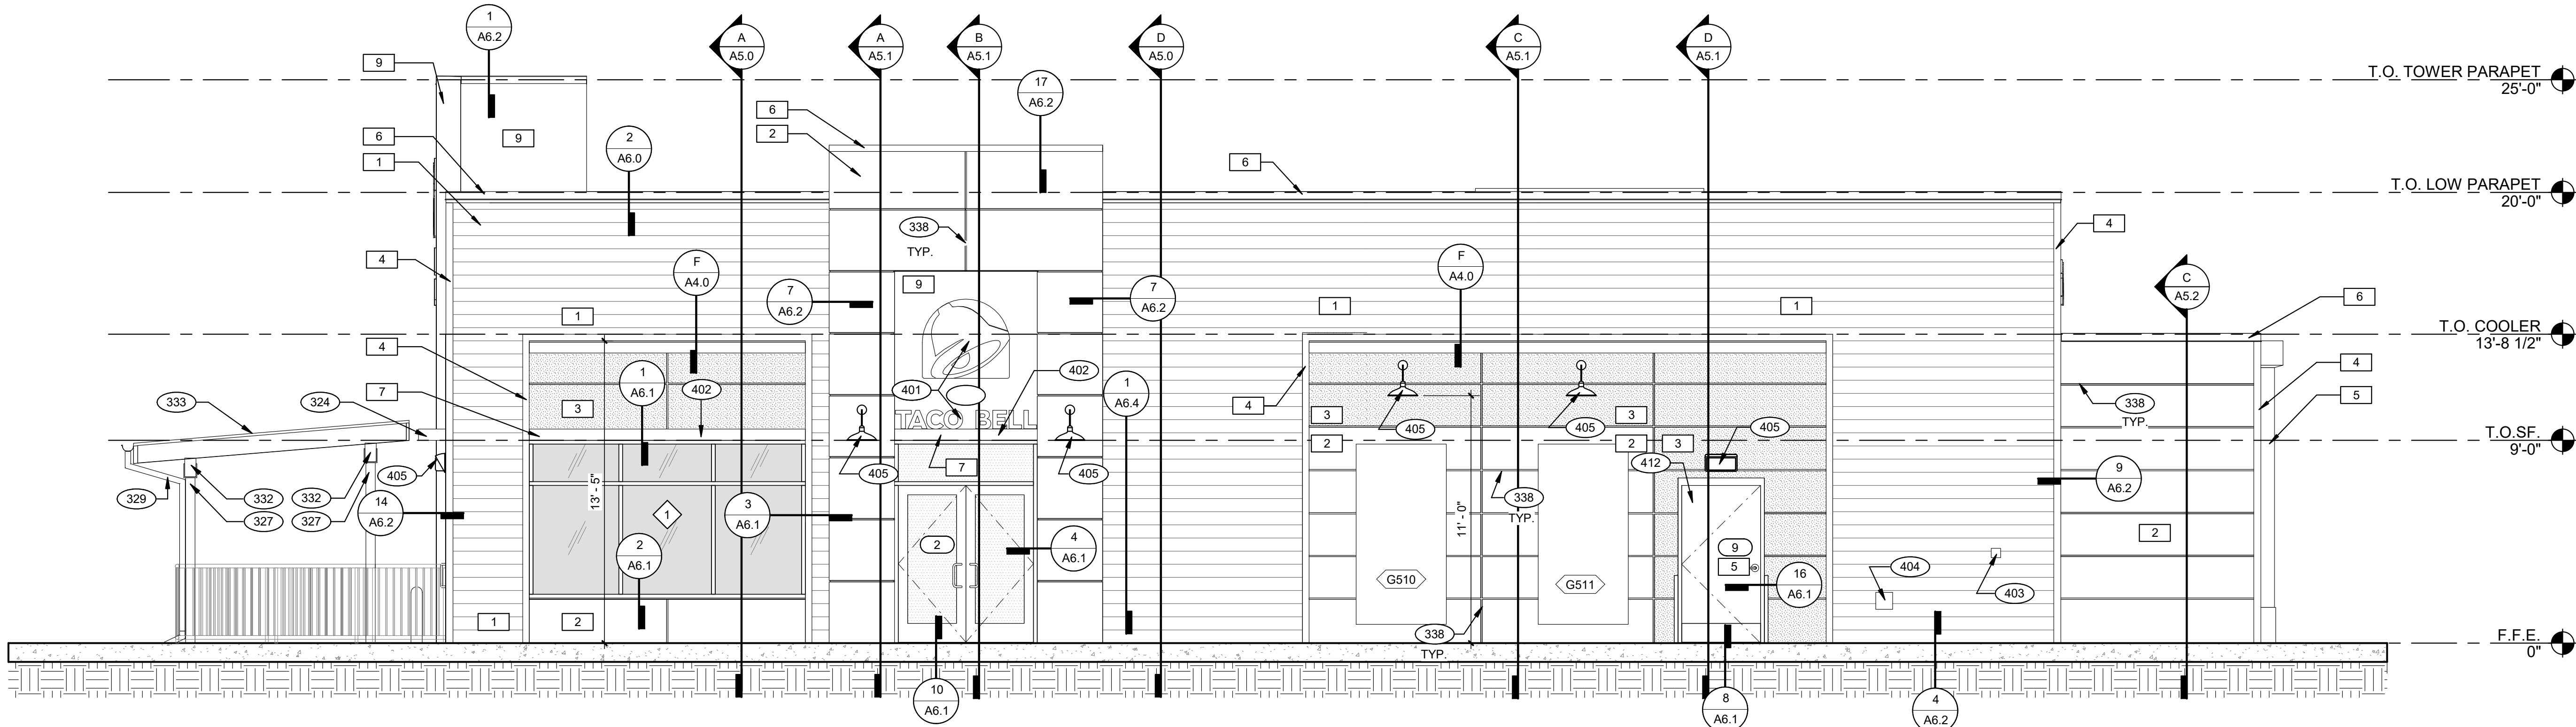 1
A6.2
A
A5.0
A
A5.1
B
A5.1
D
A5.0
C
A5.1
D
A5.1
9
T.O. TOWER PARAPET
25'-0"
17
A6.2
6
2
9
6
2
A6.0
1
6
T.O. LOW PARAPET
20'-0"
338
TYP.
4
4
F
A4.0
F
A4.0
C
A5.2
9
7
A6.2
7
A6.2
1
1
1
6
T.O. COOLER
13'-8 1/2"
4
4
1
A6.1
402
401
402
1
A6.4
7
5
333
324
3
4
338
TYP.
TACO BELL
3
405
405
3
405
2
2
3
T.O.SF.
9'-0"
405
405
7
405
412
9
A6.2
329
332
332
327
327
14
A6.2
13' - 5"
1
3
A6.1
11' - 0"
338
TYP.
2
2
4
A6.1
2
A6.1
9
5
16
A6.1
G510
G511
404
403
1
2
338
TYP.
F.F.E.
0"
10
A6.1
8
A6.1
4
A6.2